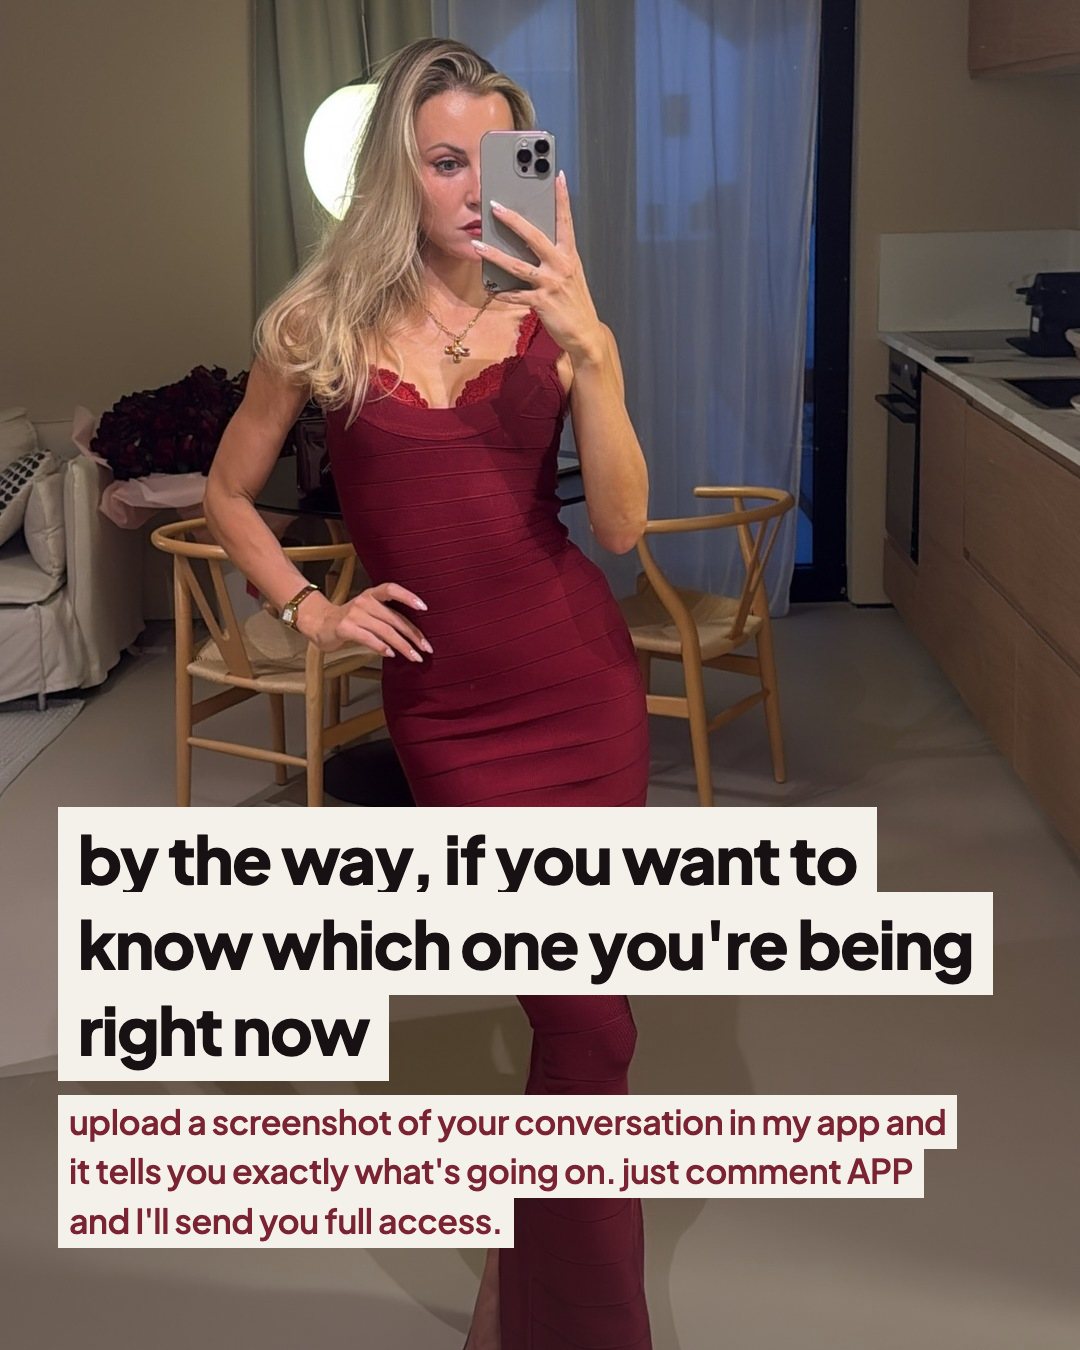 by the way, if you want to
know which one you're being
right now
upload a screenshot of your conversation in my app and
it tells you exactly what's going on. just comment APP
and I'll send you full access.